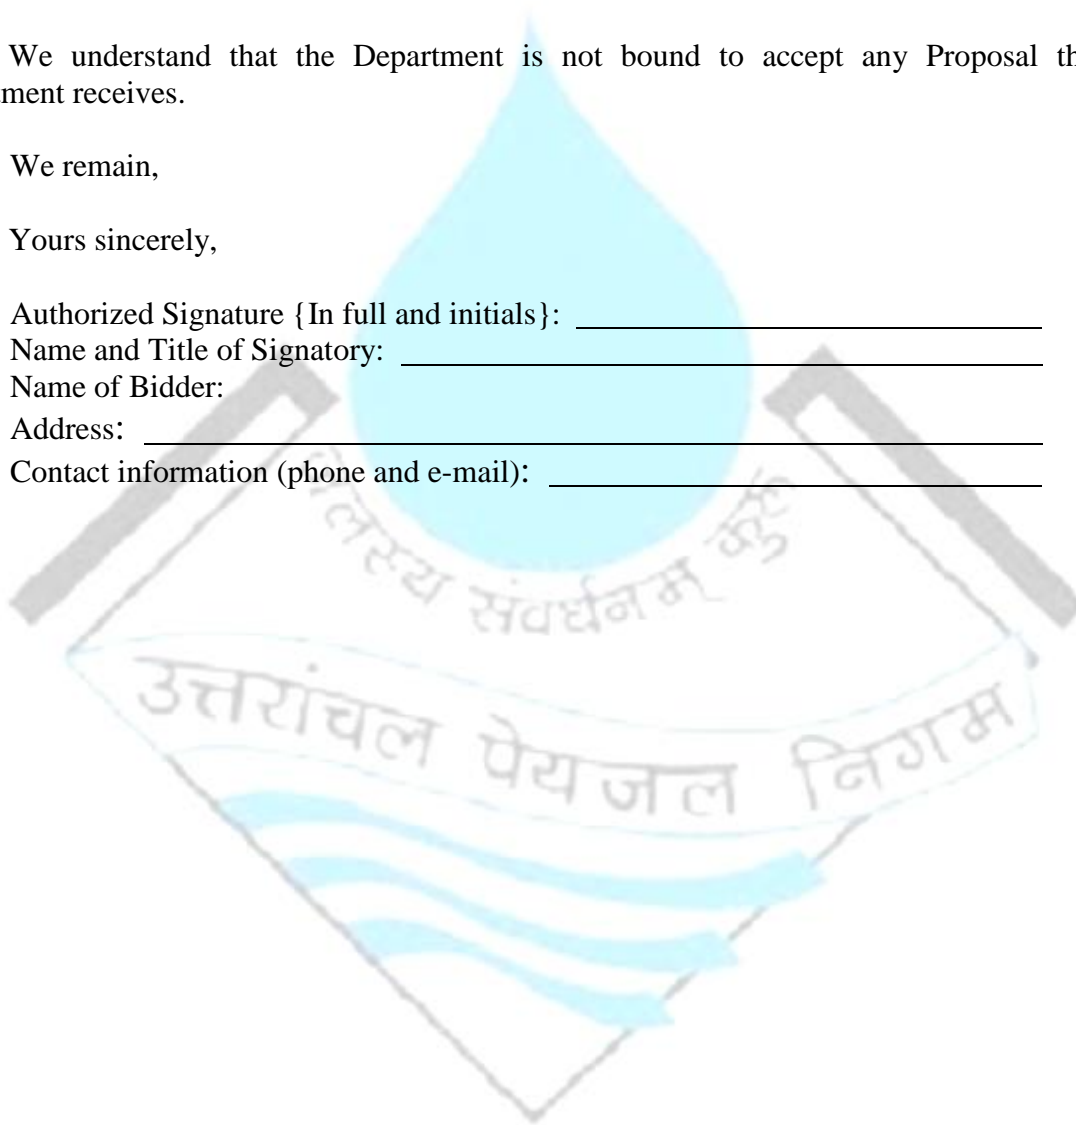 We understand that the Department is not bound to accept any Proposal
receives.
We remain,
Yours sincerely,
Authorized Signature {In full and initials}:
Name and Title of Signatory:
Name of Bidder:
Address:
Contact information (phone and e-mail):
संवर्धनम्
उत्तरांचल पेयजल निगम